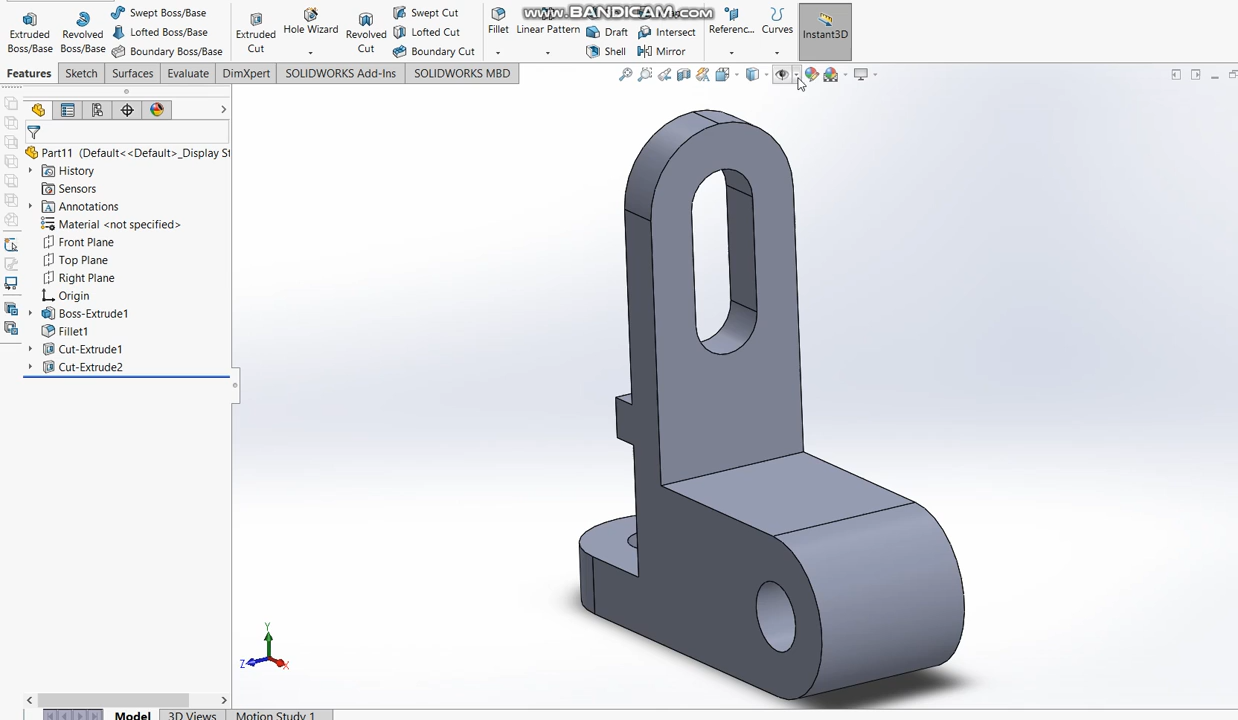 www.BANDICAM.com
Extruded Boss/Base
Revolved Boss/Base
Swept Boss/Base
Lofted Boss/Base
Boundary Boss/Base
Extruded Cut
Hole Wizard
Revolved Cut
Swept Cut
Lofted Cut
Boundary Cut
Fillet
Linear Pattern
Draft
Shell
Intersect
Mirror
Referenc...
Curves
Instant3D
Features
Sketch
Surfaces
Evaluate
DimXpert
SOLIDWORKS Add-Ins
SOLIDWORKS MBD
Part11 (Default<<Default>_Display St
History
Sensors
Annotations
Material <not specified>
Front Plane
Top Plane
Right Plane
Origin
Boss-Extrude1
Fillet1
Cut-Extrude1
Cut-Extrude2
Y
Z
X
Model
3D Views
Motion Study 1